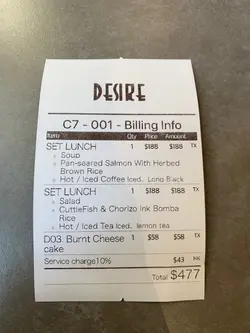 DESIRE
C7 - 001 - Billing Info
Item Qty Price Amount
SET LUNCH 1 $188 $188 TX
Soup
Pan-seared Salmon With Herbed
Brown Rice
Hot / Iced Coffee Iced, Long Black
SET LUNCH 1 $188 $188 TX
Salad
CuttleFish & Chorizo Ink Bomba
Rice
Hot / Iced Tea Iced, lemon tea
D03. Burnt Cheese 1 $58 $58 TX
cake
Service charge10% $43
Total $477